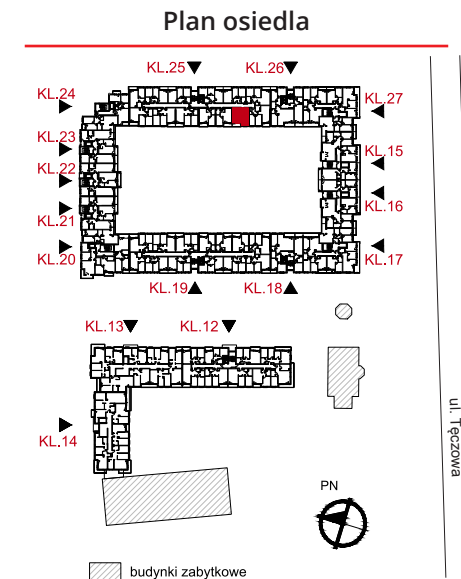 Plan osiedla
KL.25
KL.26
KL.24
KL.27
KL.23
KL.15
KL.22
KL.16
KL.21
KL.20
KL.17
KL.19
KL.18
KL.13
KL.12
KL.14
ul. Tęczowa
PN
budynki zabytkowe